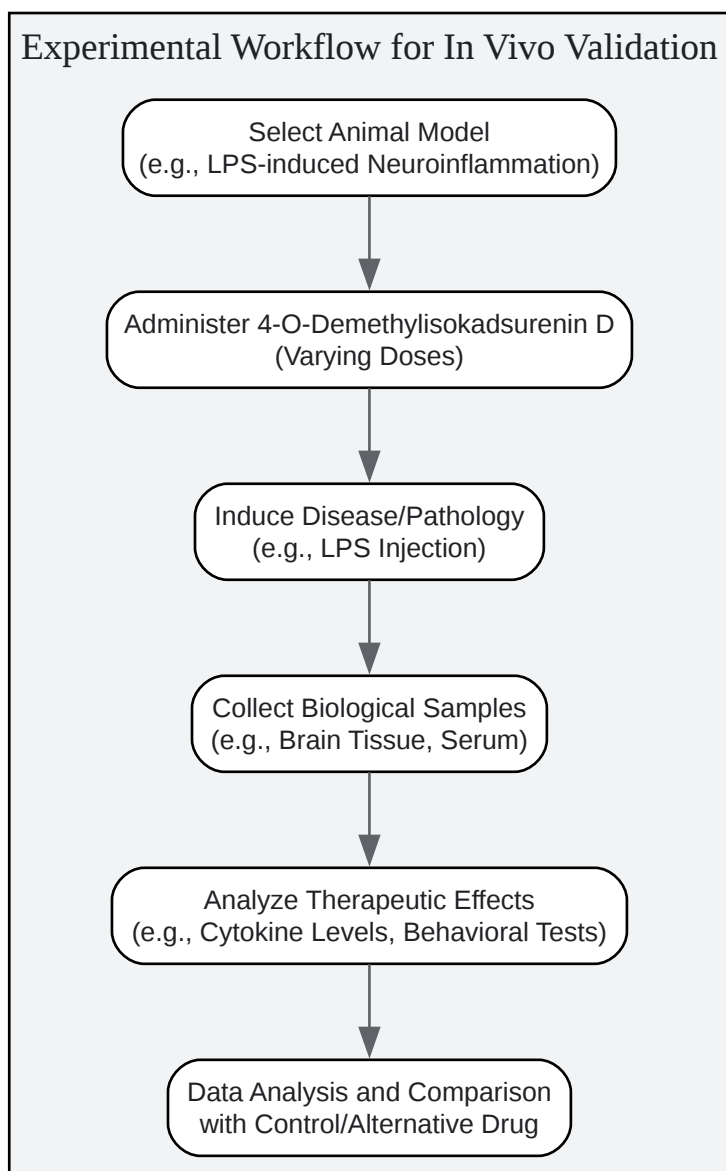 Experimental Workflow for In Vivo Validation
Select Animal Model
(e.g., LPS-induced Neuroinflammation)
Administer 4-O-Demethylisokadsurenin D
(Varying Doses)
Induce Disease/Pathology
(e.g., LPS Injection)
Collect Biological Samples
(e.g., Brain Tissue, Serum)
Analyze Therapeutic Effects
(e.g., Cytokine Levels, Behavioral Tests)
Data Analysis and Comparison
with Control/Alternative Drug